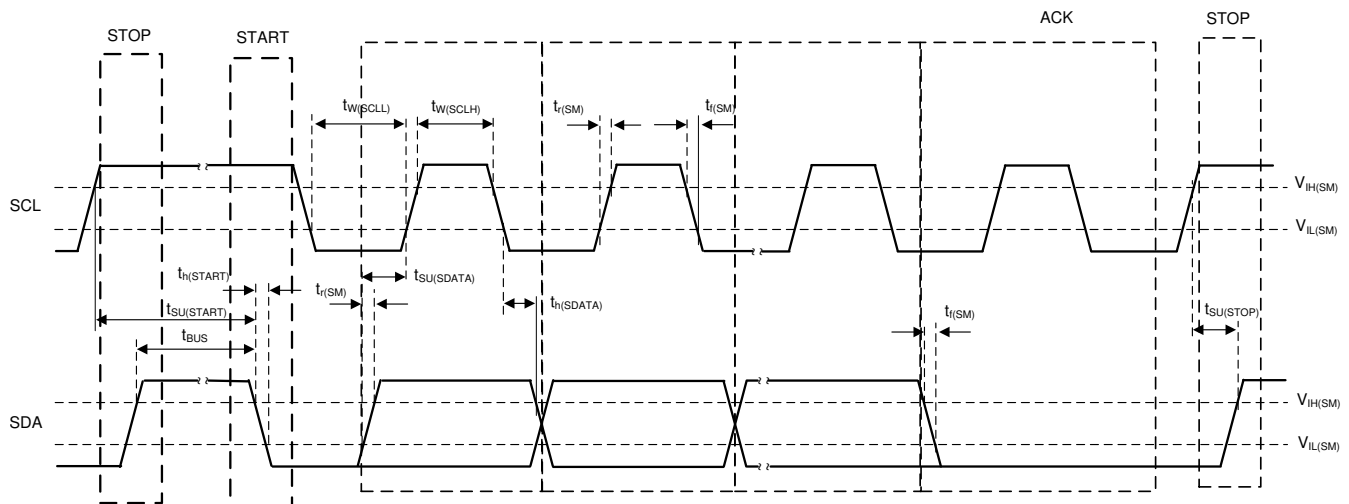 ACK
STOP
START
STOP
tW(SCLL)
tW(SCLH)
tr(SM)
tf(SM)
VIH(SM)
SCL
VIL(SM)
th(START)
tr(SM)
tSU(SDATA)
th(SDATA)
tSU(START)
tf(SM)
tSU(STOP)
tBUS
VIH(SM)
SDA
VIL(SM)